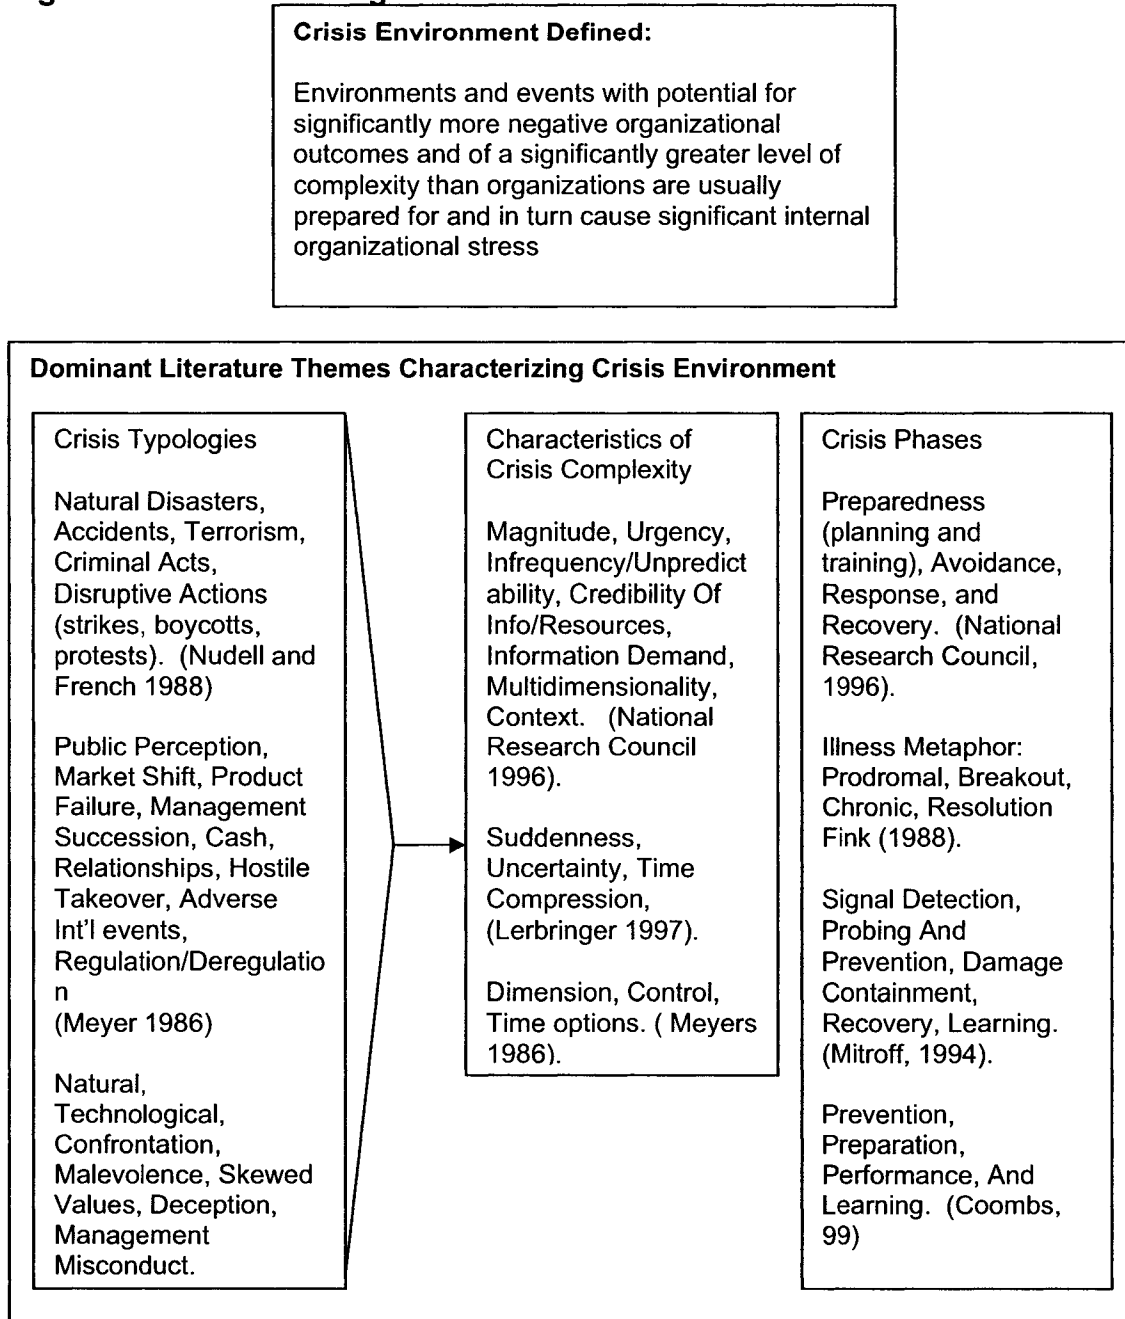 Crisis Environment Defined:
Environments and events with potential for
significantly more negative organizational
outcomes and of a significantly greater level of
complexity than organizations are usually
prepared for and in turn cause significant internal
organizational stress
Dominant Literature Themes Characterizing Crisis Environment
Crisis Typologies
Natural Disasters,
Accidents, Terrorism,
Criminal Acts,
Disruptive Actions
(strikes, boycotts,
protests). (Nudell and
French 1988)
Public Perception,
Market Shift, Product
Failure, Management
Succession, Cash,
Relationships, Hostile
Takeover, Adverse
Int'l events,
Regulation/Deregulatio
n
(Meyer 1986)
Natural,
Technological,
Confrontation,
Malevolence, Skewed
Values, Deception,
Management
Misconduct.
Characteristics of
Crisis Complexity
Magnitude, Urgency,
Infrequency/Unpredict
ability, Credibility Of
Info/Resources,
Information Demand,
Multidimensionality,
Context. (National
Research Council
1996).
Suddenness,
Uncertainty, Time
Compression,
(Lerbringer 1997).
Dimension, Control,
Time options. ( Meyers
1986).
Crisis Phases
Preparedness
(planning and
training), Avoidance,
Response, and
Recovery. (National
Research Council,
1996).
Illness Metaphor:
Prodromal, Breakout,
Chronic, Resolution
Fink (1988).
Signal Detection,
Probing And
Prevention, Damage
Containment,
Recovery, Learning.
(Mitroff, 1994).
Prevention,
Preparation,
Performance, And
Learning. (Coombs,
99)